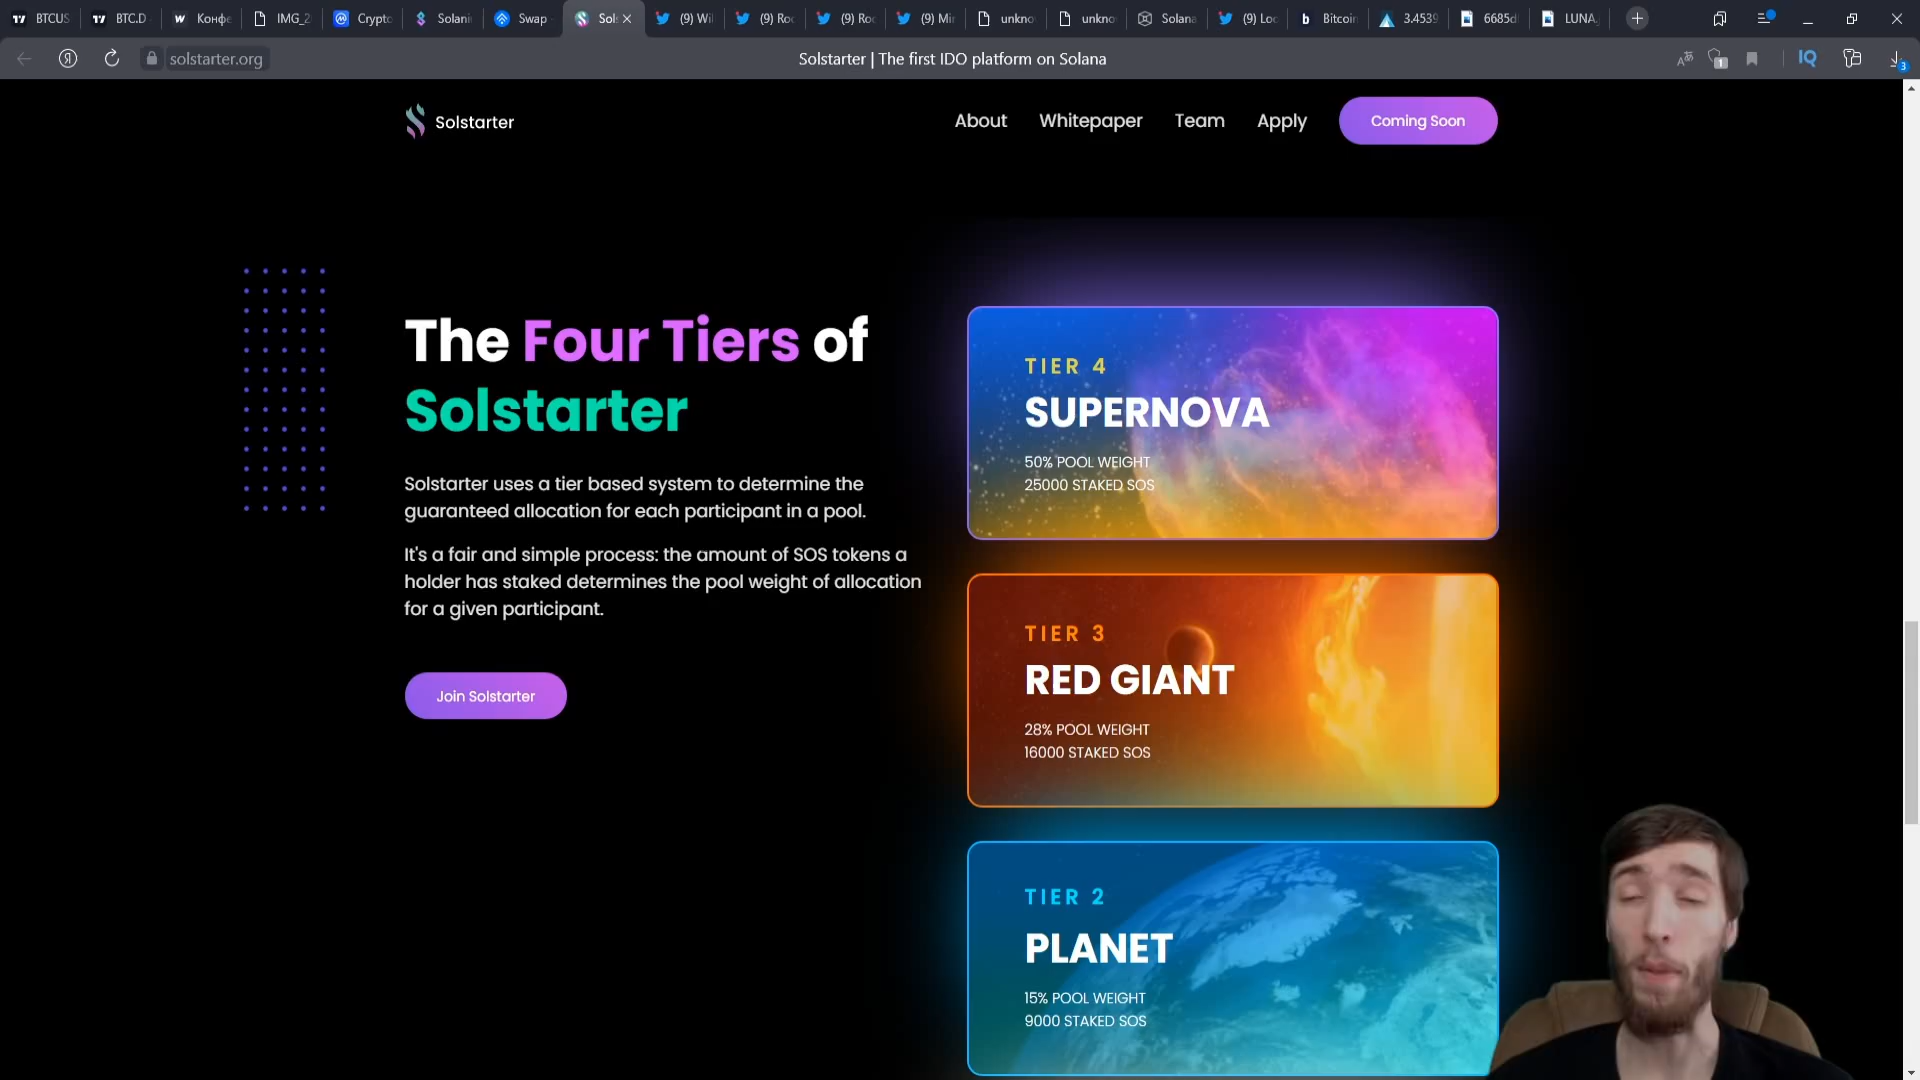 BTCUS
BTC.D
Конфе
IMG_2
Crypto
Solani
Swap
Sols
(9) Wi
(9) Ro
(9) Ro
(9) Mi
unkno
unkno
Solana
(9) Lo
Bitcoin
3.4539
6685d
LUNA
solstarter.org
Solstarter | The first IDO platform on Solana
1
IQ
3
Solstarter
About
Whitepaper
Team
Apply
Coming Soon
The Four Tiers of
Solstarter
Solstarter uses a tier based system to determine the
guaranteed allocation for each participant in a pool.
It's a fair and simple process: the amount of SOS tokens a
holder has staked determines the pool weight of allocation
for a given participant.
Join Solstarter
TIER 4
SUPERNOVA
50% POOL WEIGHT
25000 STAKED SOS
TIER 3
RED GIANT
28% POOL WEIGHT
16000 STAKED SOS
TIER 2
PLANET
15% POOL WEIGHT
9000 STAKED SOS